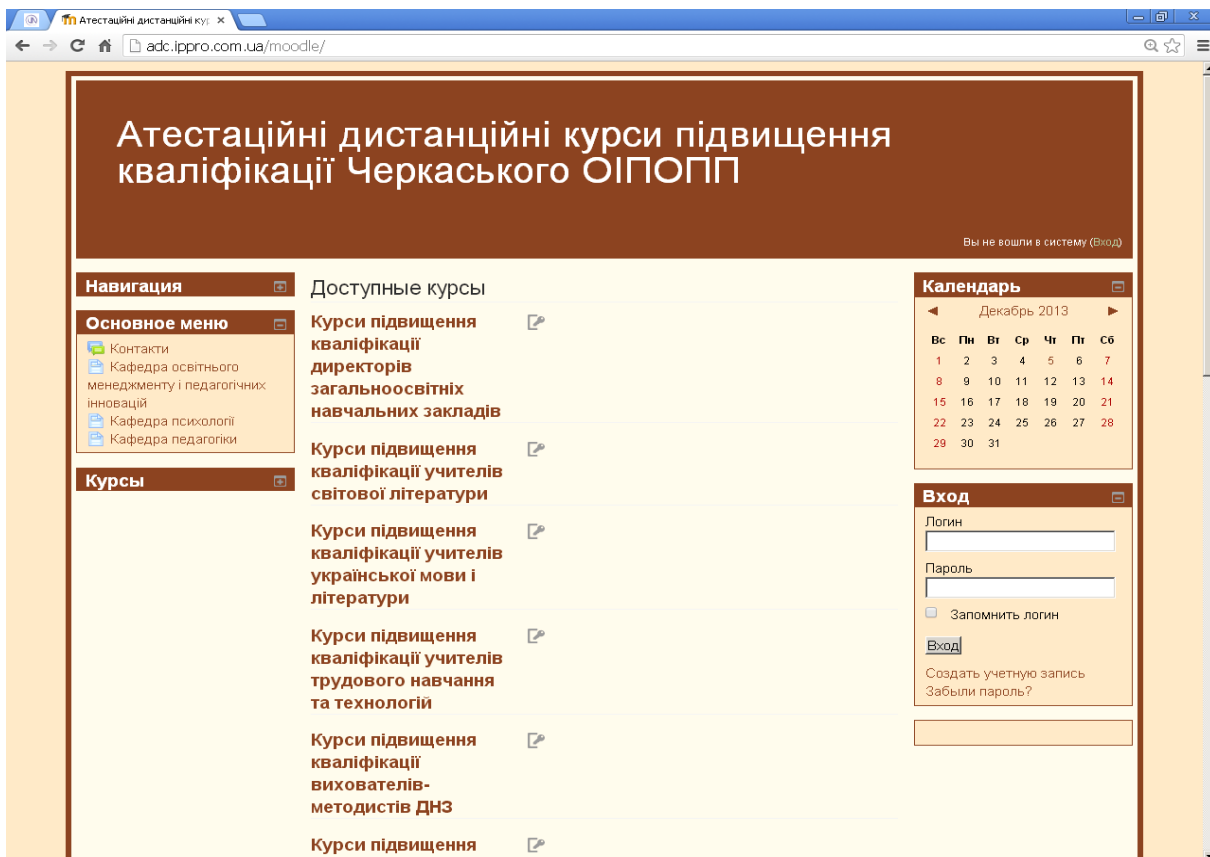 Атестаційні дистанційні кур
adc.ippro.com.ua/moodle/
Атестаційні дистанційні курси підвищення
кваліфікації Черкаського ОІПОПП
Вы не вошли в систему (Вход)
Навигация
Основное меню
Контакти
Кафедра освітнього
менеджменту і педагогічних
інновацій
Кафедра психології
Кафедра педагогіки
Курсы
Доступные курсы
Курси підвищення
кваліфікації
директорів
загальноосвітніх
навчальних закладів
Курси підвищення
кваліфікації учителів
світової літератури
Курси підвищення
кваліфікації учителів
української мови і
літератури
Курси підвищення
кваліфікації учителів
трудового навчання
та технологій
Курси підвищення
кваліфікації
вихователів-
методистів ДНЗ
Курси підвищення
Календарь
◄ Декабрь 2013 ►
Вс Пн Вт Ср Чт Пт Сб
1 2 3 4 5 6 7
8 9 10 11 12 13 14
15 16 17 18 19 20 21
22 23 24 25 26 27 28
29 30 31
Вход
Логин
Пароль
Запомнить логин
Вход
Создать учетную запись
Забыли пароль?